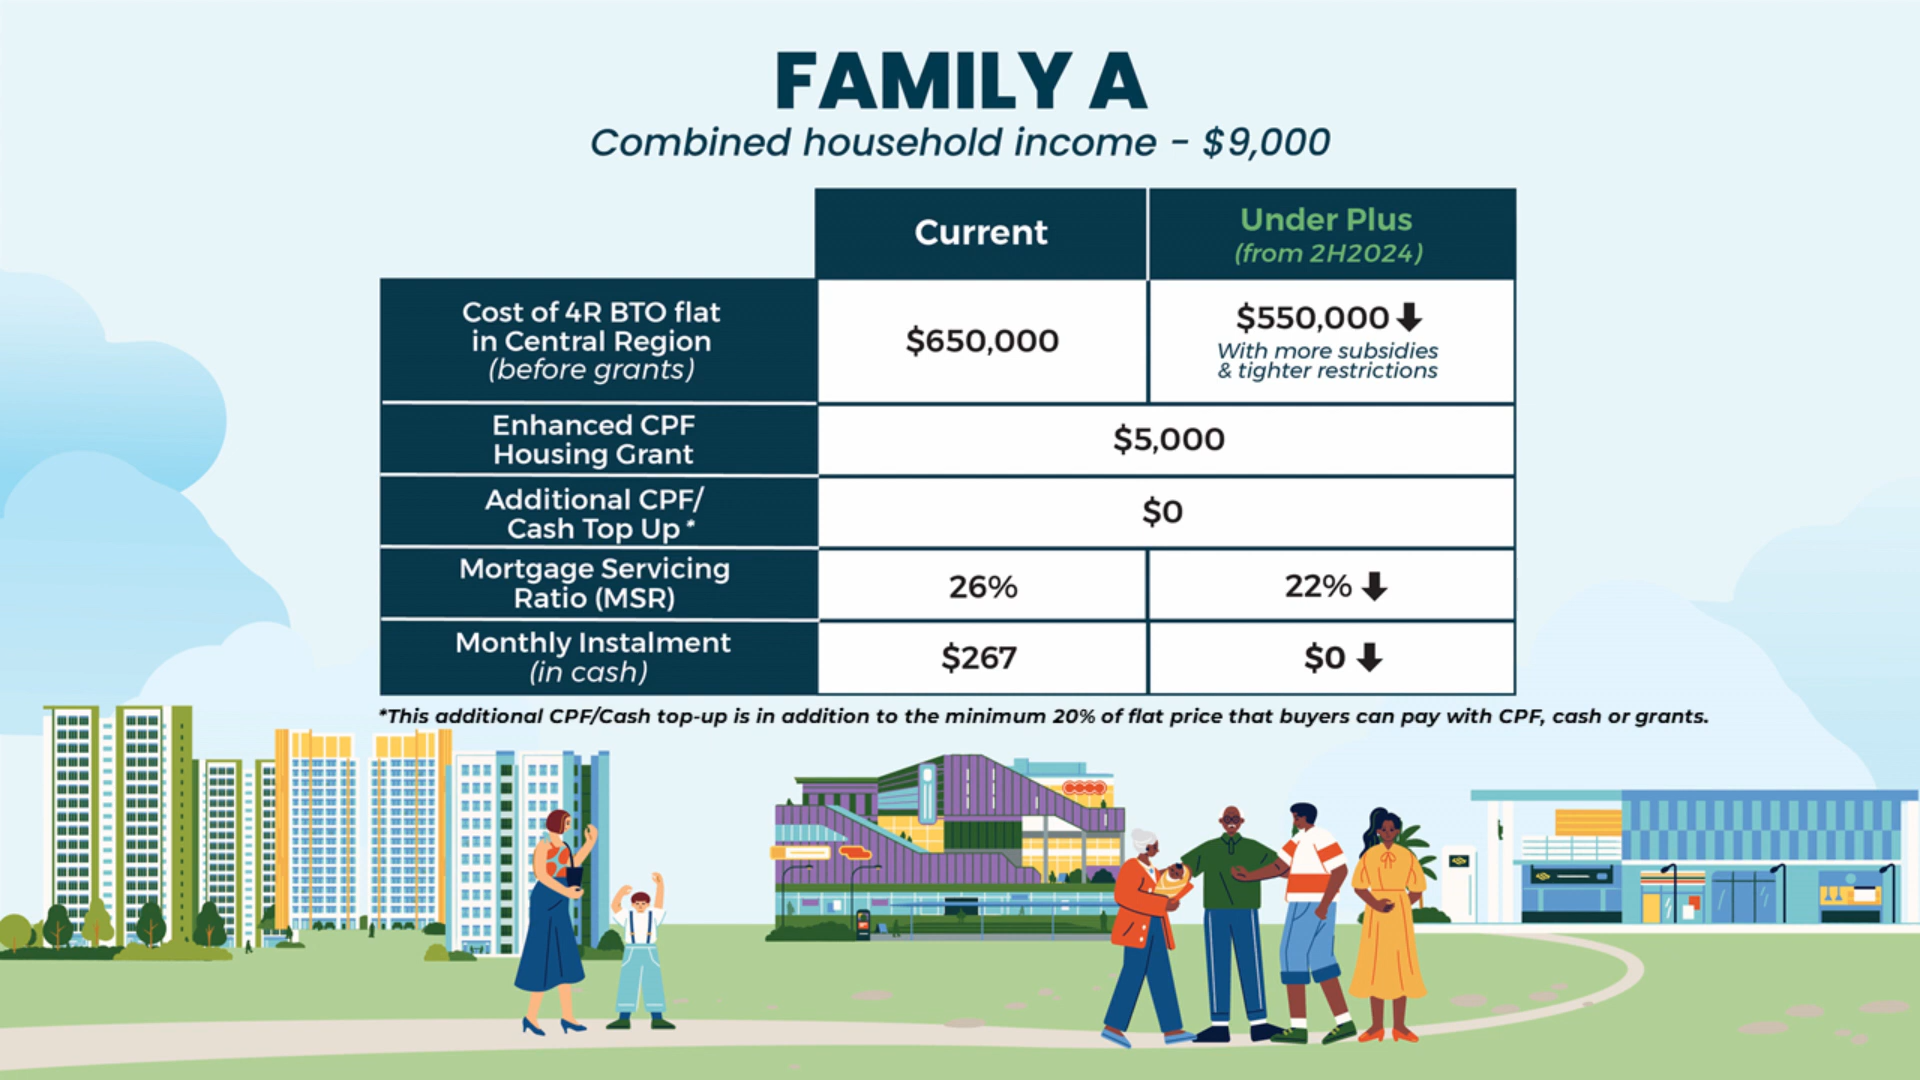 FAMILY A
Combined household income - $9,000
Current
Under Plus
(from 2H2024)
Cost of 4R BTO flat
in Central Region
(before grants)
$650,000
$550,000
With more subsidies
& tighter restrictions
Enhanced CPF
Housing Grant
$5,000
Additional CPF/
Cash Top Up*
$0
Mortgage Servicing
Ratio (MSR)
26%
22%
Monthly Instalment
(in cash)
$267
$0
*This additional CPF/Cash top-up is in addition to the minimum 20% of flat price that buyers can pay with CPF, cash or grants.